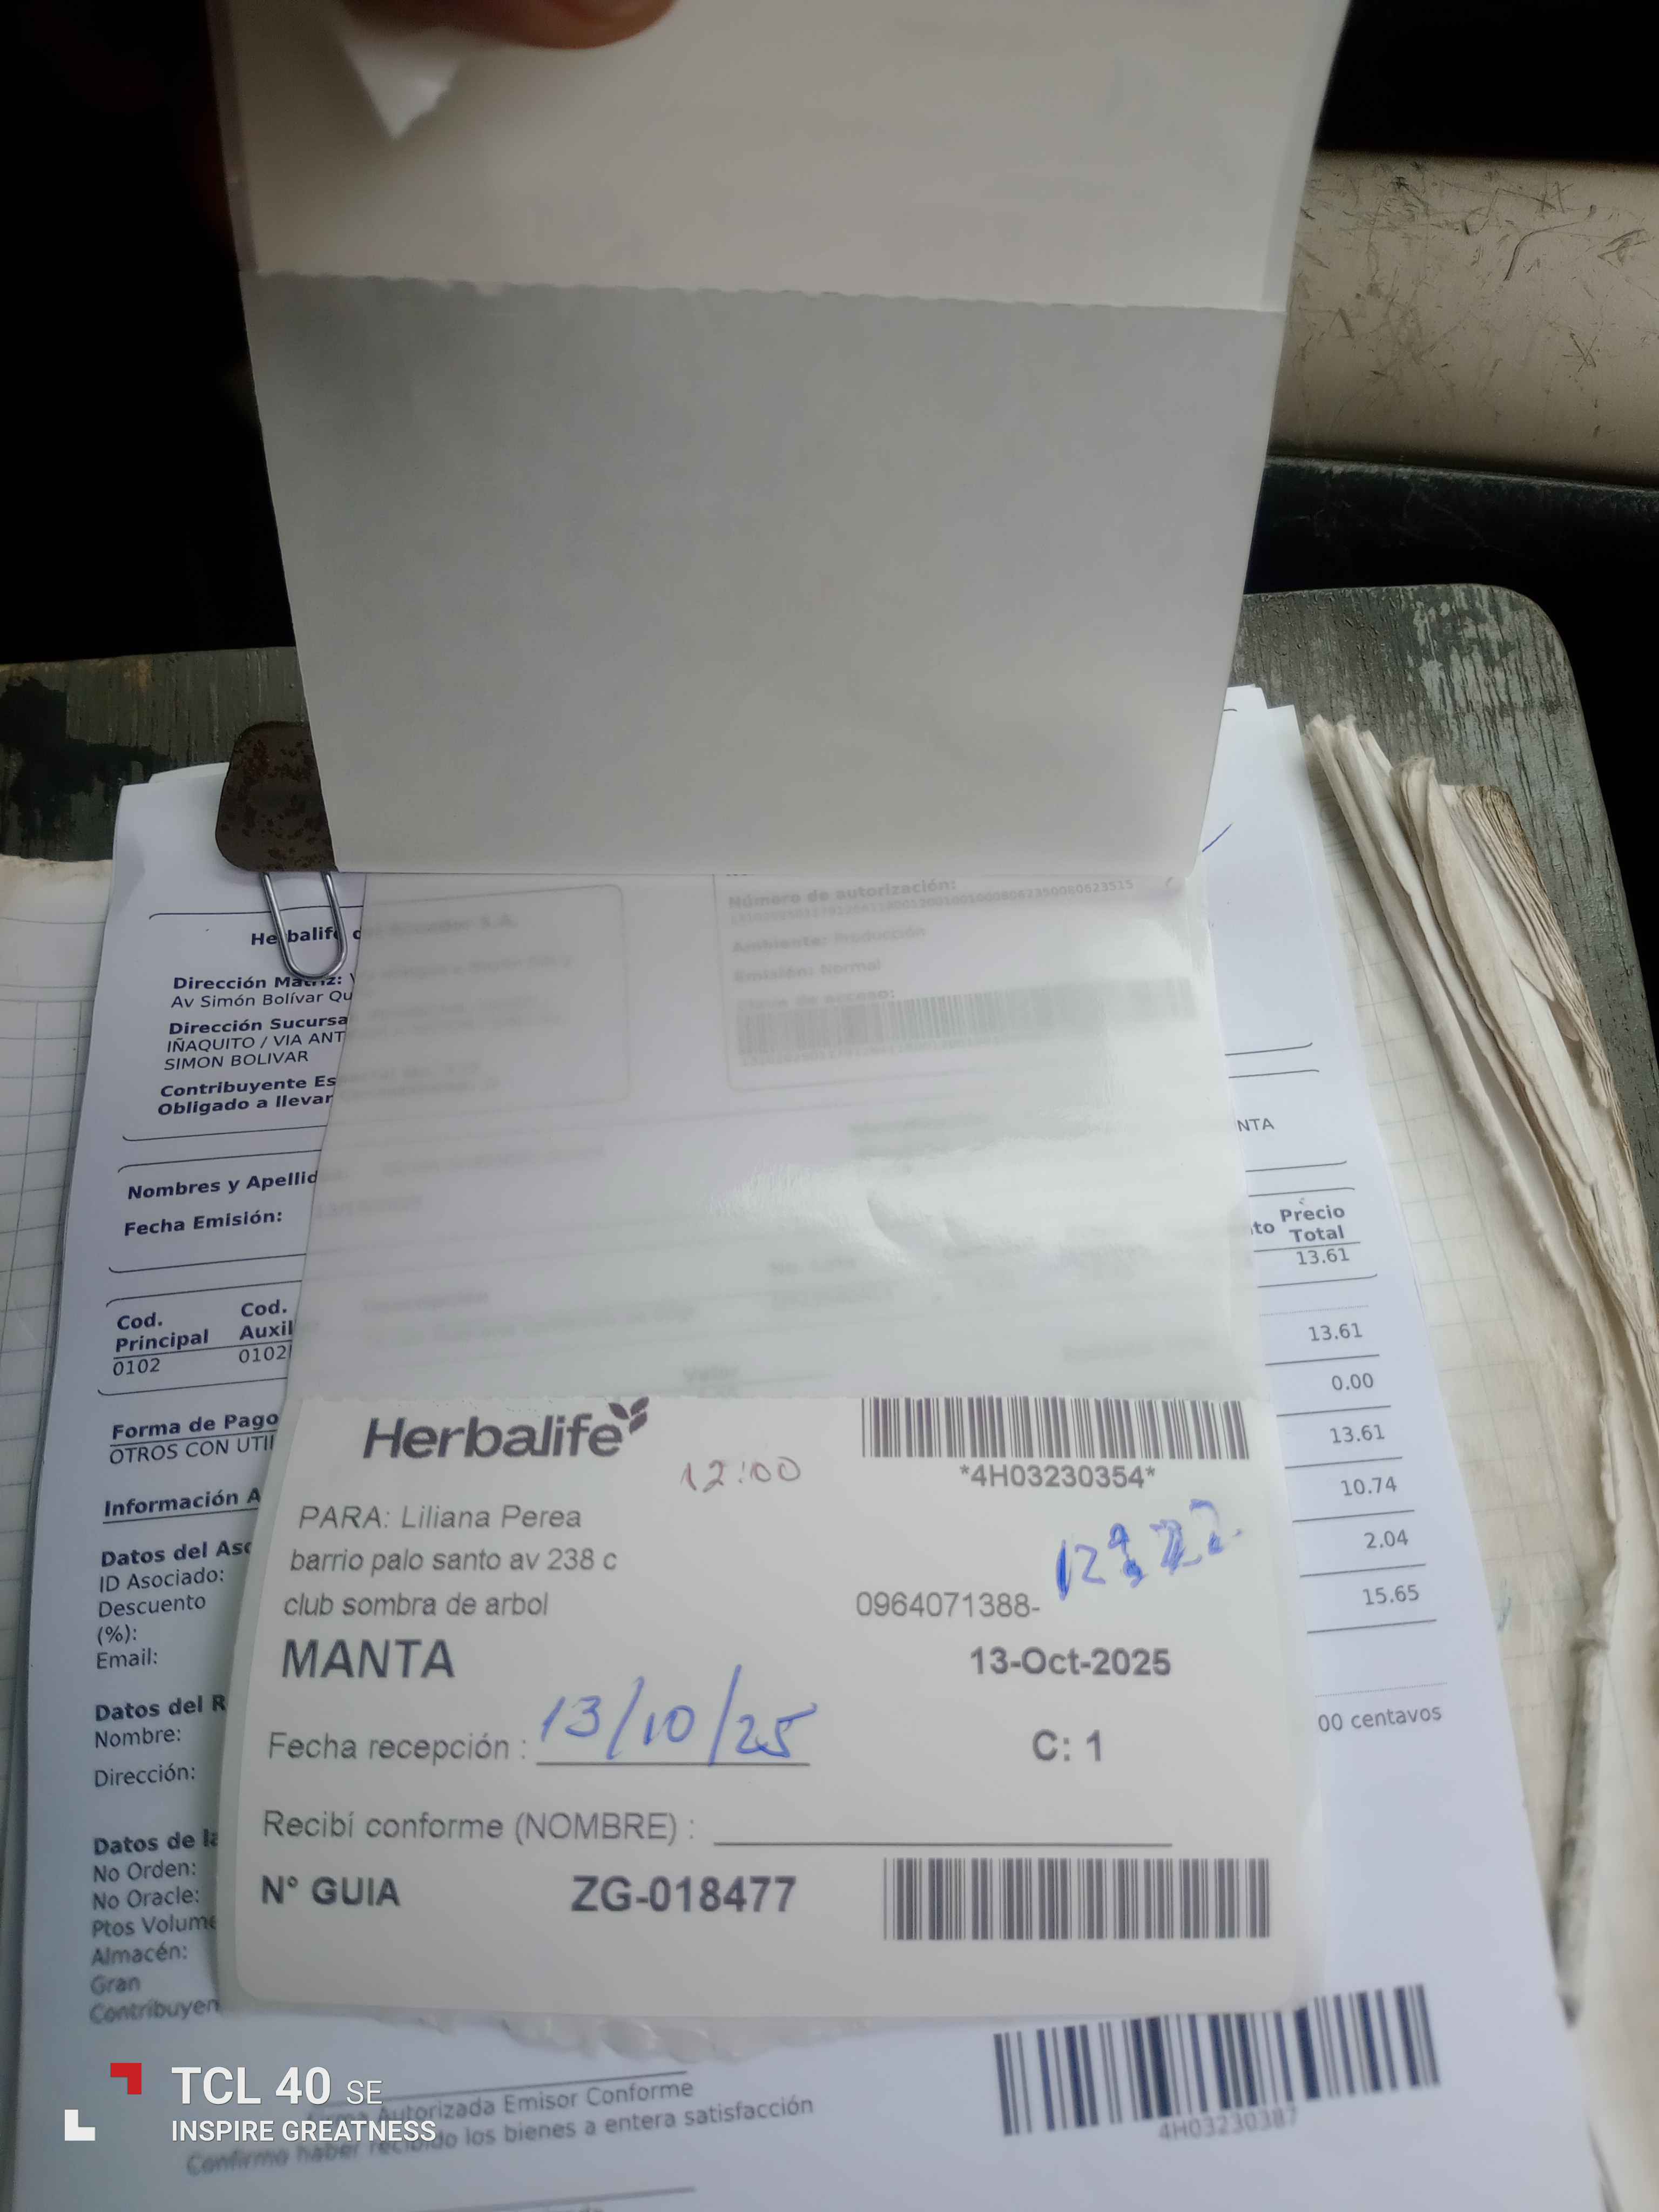 Número de autorización:
Ambiente: Producción
Emisión: Normal
Herbalife d
Dirección Matriz: V
Av Simón Bolívar Qu
Dirección Sucursa
IÑAQUITO / VIA ANT
SIMON BOLIVAR
Contribuyente Es
Obligado a llevar
NTA
Nombres y Apellid
Fecha Emisión:
to Precio
Total
13.61
Cod. Principal
Cod. Auxil
0102 0102
13.61
0.00
13.61
10.74
2.04
15.65
Forma de Pago
OTROS CON UTI
Información A
Datos del Aso
ID Asociado:
Descuento
(%):
Email:
Datos del R
Nombre:
Dirección:
00 centavos
Datos de la
No Orden:
No Oracle:
Ptos Volume
Almacén:
Gran
Contribuyen
Herbalife
12:00
*4H03230354*
PARA: Liliana Perea
barrio palo santo av 238 c
club sombra de arbol
0964071388-
MANTA
13-Oct-2025
Fecha recepción : 13/10/25
C: 1
Recibí conforme (NOMBRE) :
N° GUIA ZG-018477
4H03230387
Autorizada Emisor Conforme
Confirmo haber recibido los bienes a entera satisfacción
TCL 40 SE
INSPIRE GREATNESS